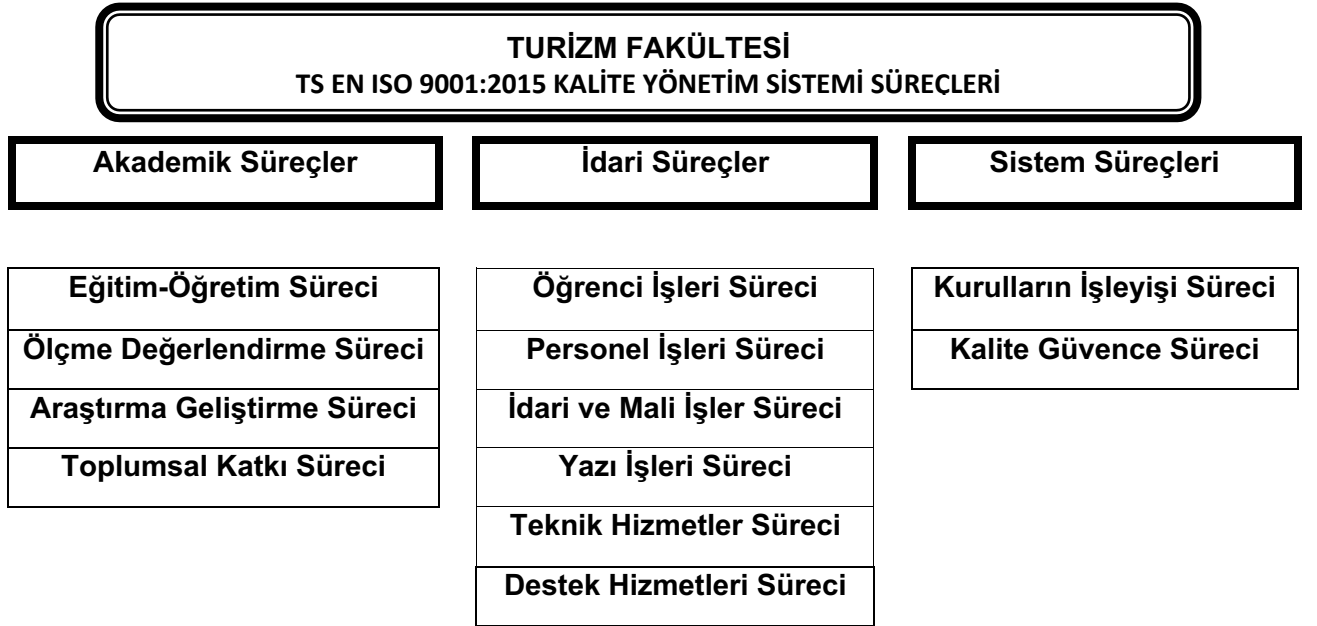 TURİZM FAKÜLTESİ
TS EN ISO 9001:2015 KALİTE YÖNETİM SİSTEMİ SÜREÇLERİ
Akademik Süreçler
İdari Süreçler
Sistem Süreçleri
Eğitim-Öğretim Süreci
Ölçme Değerlendirme Süreci
Araştırma Geliştirme Süreci
Toplumsal Katkı Süreci
Öğrenci İşleri Süreci
Personel İşleri Süreci
İdari ve Mali İşler Süreci
Yazı İşleri Süreci
Teknik Hizmetler Süreci
Destek Hizmetleri Süreci
Kurulların İşleyişi Süreci
Kalite Güvence Süreci